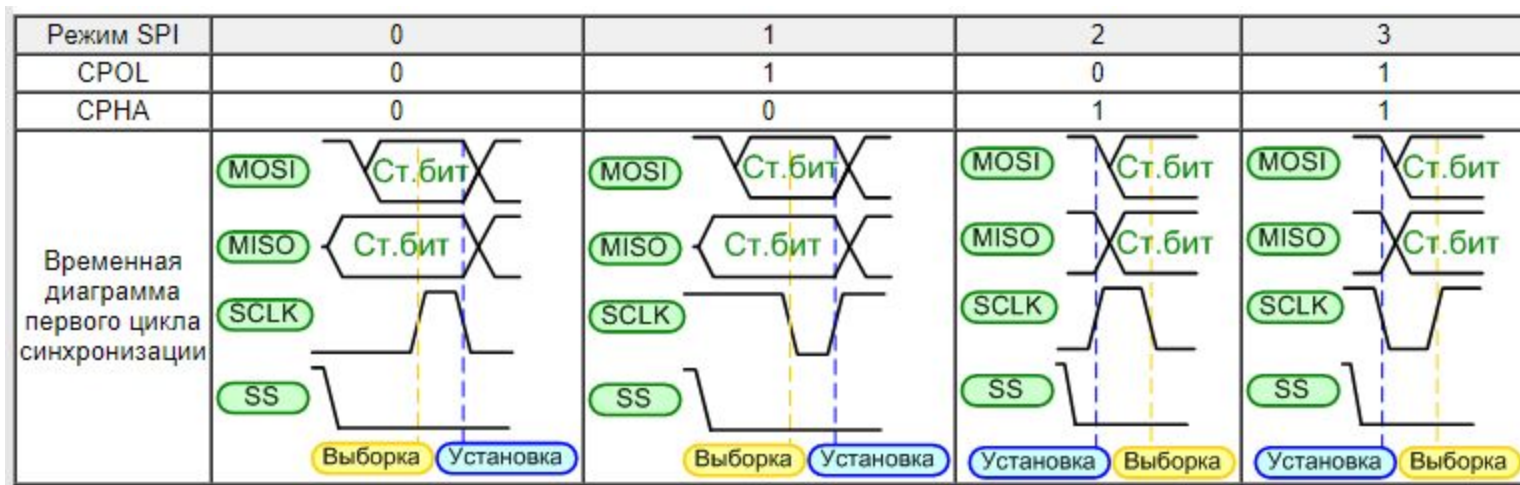 Режим SPI 0 1 2 3
CPOL 0 1 0 1
CPHA 0 0 1 1
Временная
диаграмма
первого цикла
синхронизации
MOSI Ст.бит
MISO Ст.бит
SCLK
SS
Выборка Установка
MOSI Ст.бит
MISO Ст.бит
SCLK
SS
Выборка Установка
MOSI Ст.бит
MISO Ст.бит
SCLK
SS
Установка Выборка
MOSI Ст.бит
MISO Ст.бит
SCLK
SS
Установка Выборка